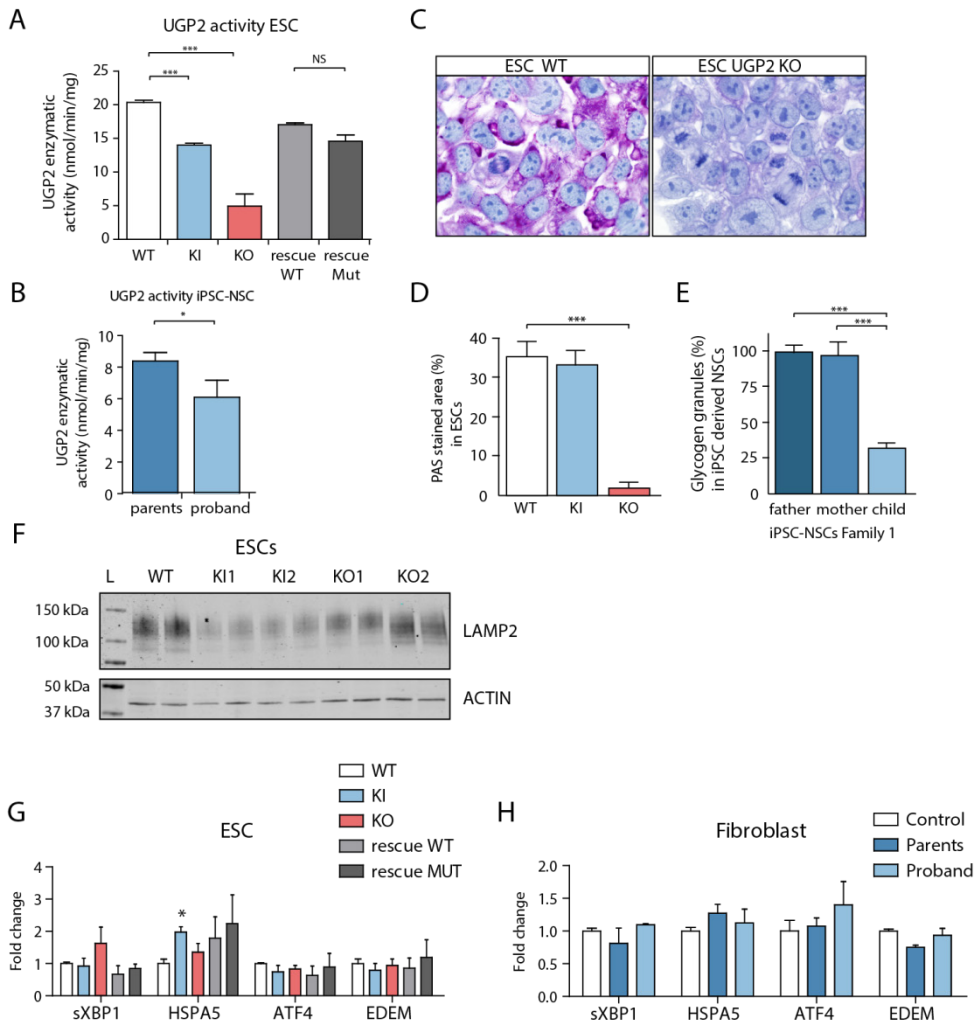 A
UGP2 activity ESC
***
***
NS
UGP2 enzymatic
activity (nmol/min/mg)
25
20
15
10
5
0
WT KI KO rescue WT rescue Mut
C
ESC WT
ESC UGP2 KO
B
UGP2 activity iPSC-NSC
*
UGP2 enzymatic
activity (nmol/min/mg)
10
8
6
4
2
0
parents proband
D
***
PAS stained area (%)
in ESCs
40
30
20
10
0
WT KI KO
E
***
***
Glycogen granules (%)
in iPSC derived NSCs
100
75
50
25
0
father mother child
iPSC-NSCs Family 1
F
ESCs
L WT KI1 KI2 KO1 KO2
150 kDa
100 kDa
LAMP2
50 kDa
37 kDa
ACTIN
WT
KI
KO
rescue WT
rescue MUT
G
ESC
Fold change
4
3
2
1
0
*
sXBP1 HSPA5 ATF4 EDEM
H
Fibroblast
Control
Parents
Proband
Fold change
2.0
1.5
1.0
0.5
0.0
sXBP1 HSPA5 ATF4 EDEM